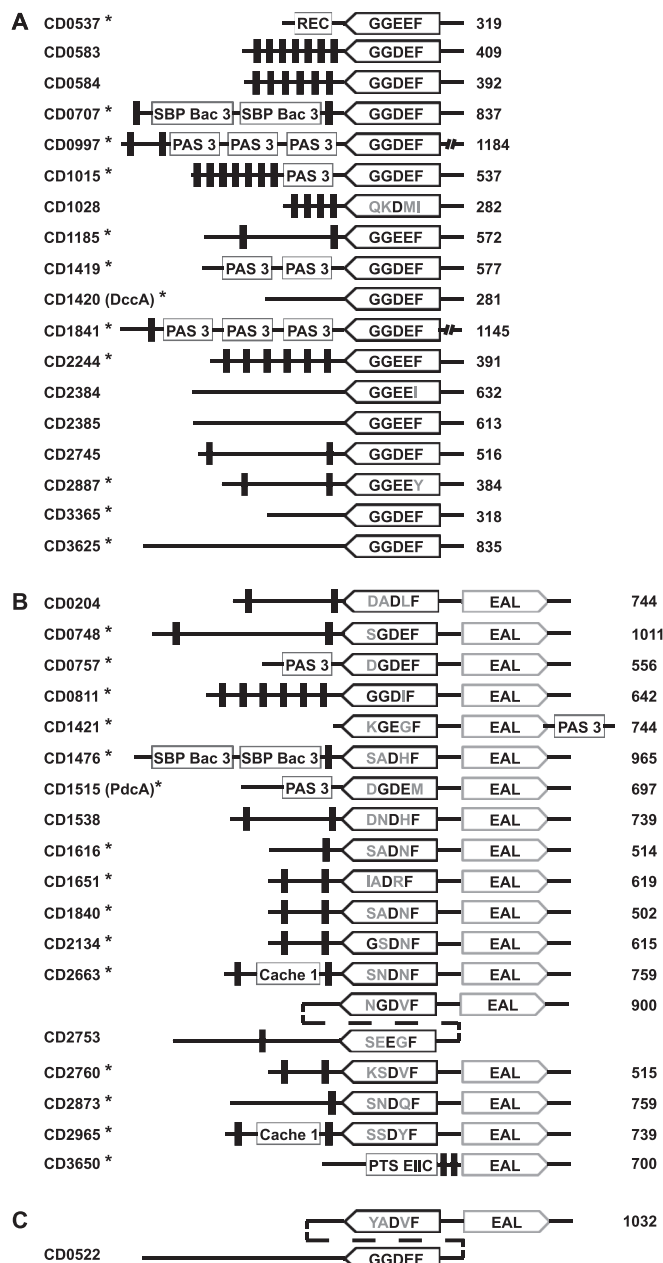 A
CD0537 * REC GGEEF 319
CD0583 GGDEF 409
CD0584 GGDEF 392
CD0707 * SBP Bac 3 SBP Bac 3 GGDEF 837
CD0997 * PAS 3 PAS 3 PAS 3 GGDEF 1184
CD1015 * PAS 3 GGDEF 537
CD1028 QKDMI 282
CD1185 * GGEEF 572
CD1419 * PAS 3 PAS 3 GGDEF 577
CD1420 (DccA) * GGDEF 281
CD1841 * PAS 3 PAS 3 PAS 3 GGDEF 1145
CD2244 * GGEEF 391
CD2384 GGEEI 632
CD2385 GGEEF 613
CD2745 GGDEF 516
CD2887 * GGEEY 384
CD3365 * GGDEF 318
CD3625 * GGDEF 835
B
CD0204 DADLF EAL 744
CD0748 * SGDEF EAL 1011
CD0757 * PAS 3 DGDEF EAL 556
CD0811 * GGDIF EAL 642
CD1421 * KGEGF EAL PAS 3 744
CD1476 * SBP Bac 3 SBP Bac 3 SADHF EAL 965
CD1515 (PdcA)* PAS 3 DGDEM EAL 697
CD1538 DNDHF EAL 739
CD1616 * SADNF EAL 514
CD1651 * IADRF EAL 619
CD1840 * SADNF EAL 502
CD2134 * GSDNF EAL 615
CD2663 * Cache 1 SNDNF EAL 759
NGDVF EAL 900
CD2753 SEEGF
CD2760 * KSDVF EAL 515
CD2873 * SNDQF EAL 759
CD2965 * Cache 1 SSDYF EAL 739
CD3650 * PTS EIIC EAL 700
C
YADVF EAL 1032
CD0522 GGDEF